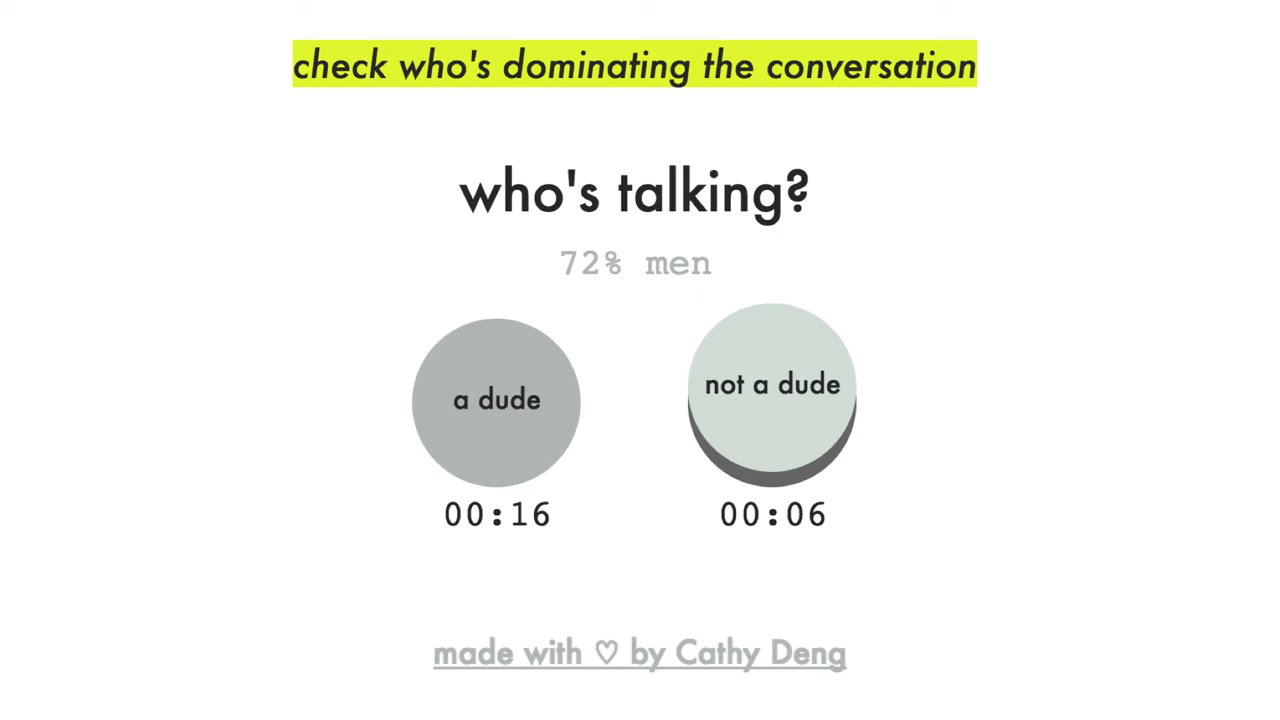 check who's dominating the conversation
who's talking?
72% men
a dude
not a dude
00:16
00:06
made with ♡ by Cathy Deng